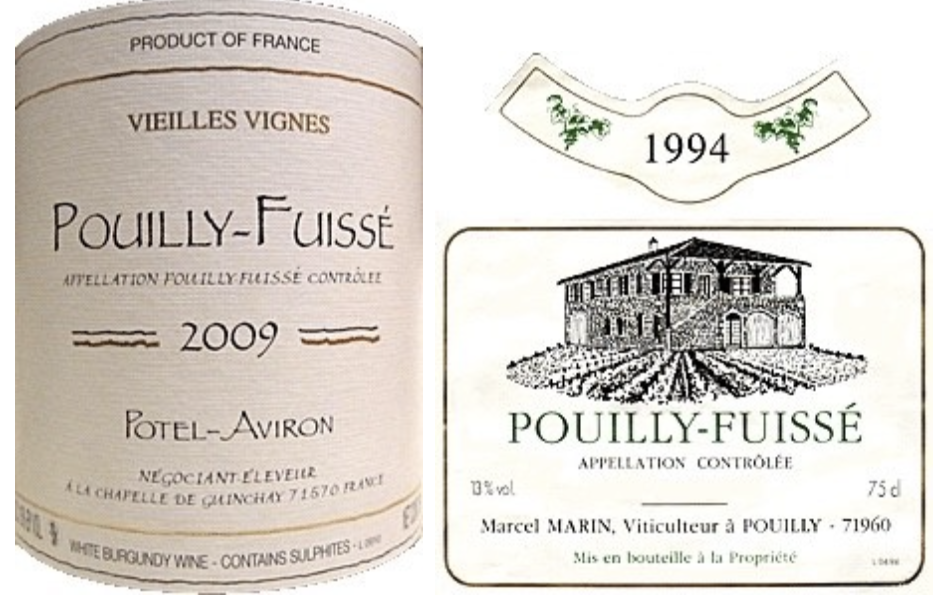 PRODUCT OF FRANCE
VIEILLES VIGNES
POUILLY-FUISSÉ
APPELLATION POUILLY-FUISSÉ CONTRÔLÉE
2009
POTEL-AVIRON
NÉGOCIANT-ÉLEVEUR
À LA CHAPELLE DE GUINCHAY 71570 FRANCE
WHITE BURGUNDY WINE - CONTAINS SULPHITES -
1994
POUILLY-FUISSÉ
APPELLATION CONTRÔLÉE
13% vol. 75 cl
Marcel MARIN, Viticulteur à POUILLY - 71960
Mis en bouteille à la Propriété